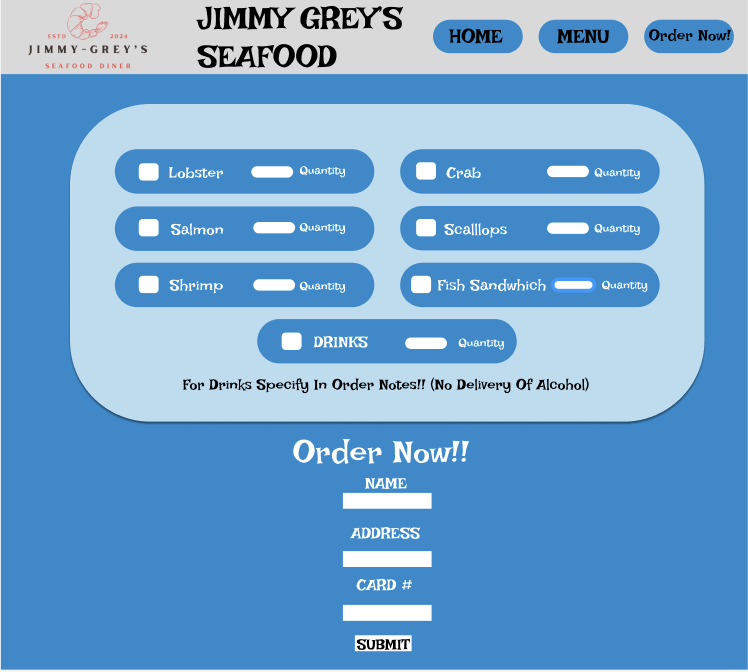 ESTD 2024
JIMMY-GREY'S
SEAFOOD DINER
JIMMY GREY'S
SEAFOOD
HOME
MENU
Order Now!
Lobster Quantity
Crab Quantity
Salmon Quantity
Scalllops Quantity
Shrimp Quantity
Fish Sandwhich Quantity
DRINKS Quantity
For Drinks Specify In Order Notes!! (No Delivery Of Alcohol)
Order Now!!
NAME
ADDRESS
CARD #
SUBMIT